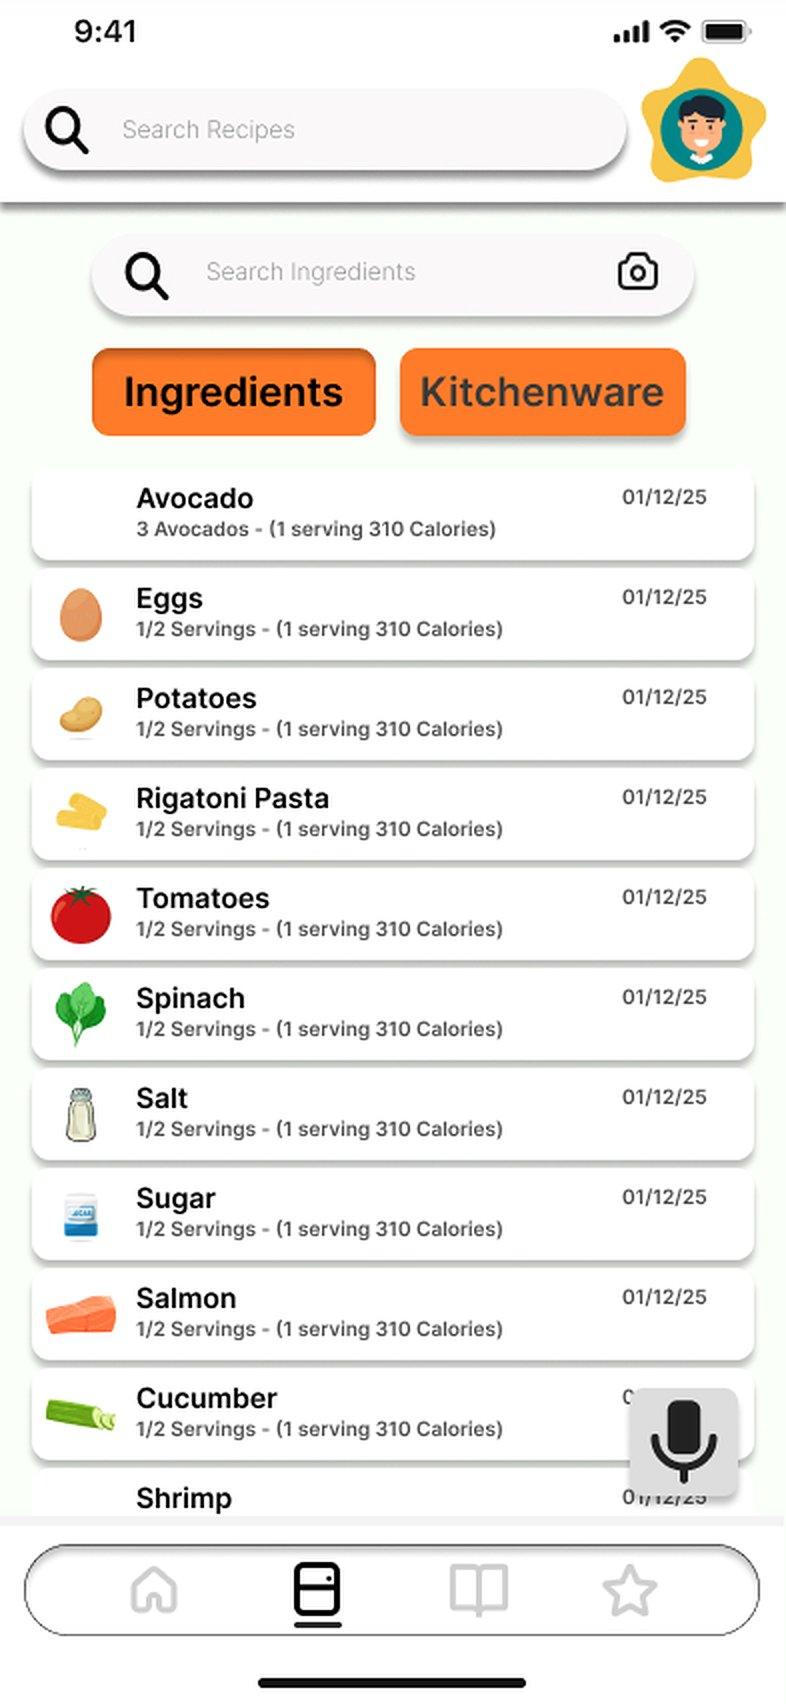 9:41
Search Recipes
Search Ingredients
Ingredients
Kitchenware
Avocado
01/12/25
3 Avocados - (1 serving 310 Calories)
Eggs
01/12/25
1/2 Servings - (1 serving 310 Calories)
Potatoes
01/12/25
1/2 Servings - (1 serving 310 Calories)
Rigatoni Pasta
01/12/25
1/2 Servings - (1 serving 310 Calories)
Tomatoes
01/12/25
1/2 Servings - (1 serving 310 Calories)
Spinach
01/12/25
1/2 Servings - (1 serving 310 Calories)
Salt
01/12/25
1/2 Servings - (1 serving 310 Calories)
Sugar
01/12/25
1/2 Servings - (1 serving 310 Calories)
Salmon
01/12/25
1/2 Servings - (1 serving 310 Calories)
Cucumber
1/2 Servings - (1 serving 310 Calories)
Shrimp
01/12/25